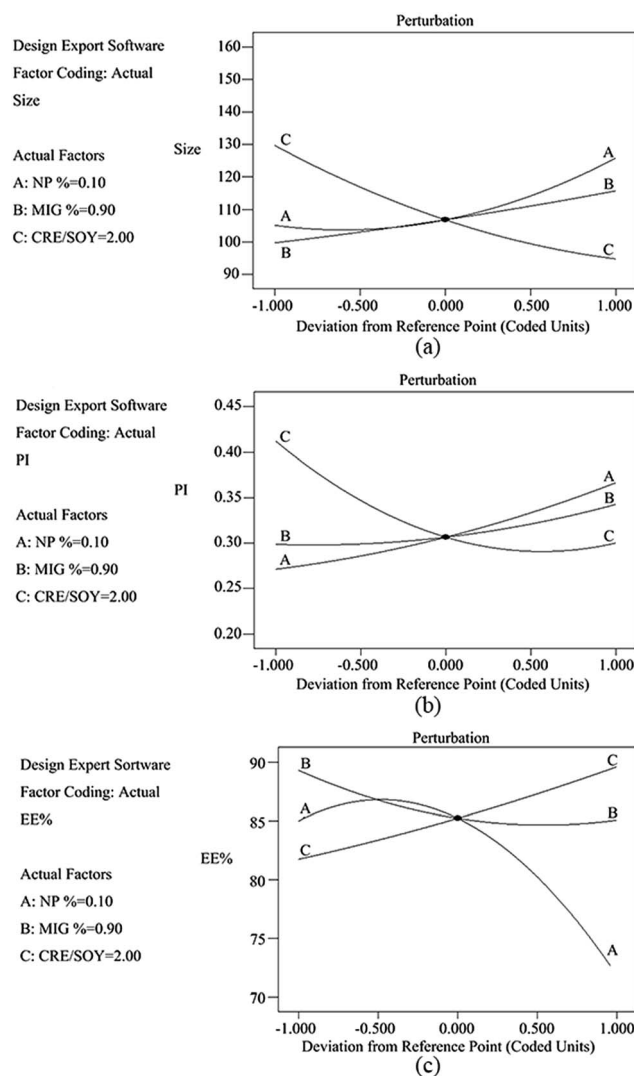 Perturbation
Design Export Software
Factor Coding: Actual
Size
Actual Factors
A: NP %=0.10
B: MIG %=0.90
C: CRE/SOY=2.00
Size
160
150
140
130
120
110
100
90
C
A
B
A
B
C
-1.000 -0.500 0.000 0.500 1.000
Deviation from Reference Point (Coded Units)
(a)
Perturbation
Design Export Software
Factor Coding: Actual
PI
Actual Factors
A: NP %=0.10
B: MIG %=0.90
C: CRE/SOY=2.00
PI
0.45
0.40
0.35
0.30
0.25
0.20
C
B
A
A
B
C
-1.000 -0.500 0.000 0.500 1.000
Deviation from Reference Point (Coded Units)
(b)
Perturbation
Design Expert Sortware
Factor Coding: Actual
EE%
Actual Factors
A: NP %=0.10
B: MIG %=0.90
C: CRE/SOY=2.00
EE%
90
85
80
75
70
B
A
C
C
B
A
-1.000 -0.500 0.000 0.500 1.000
Deviation from Reference Point (Coded Units)
(c)